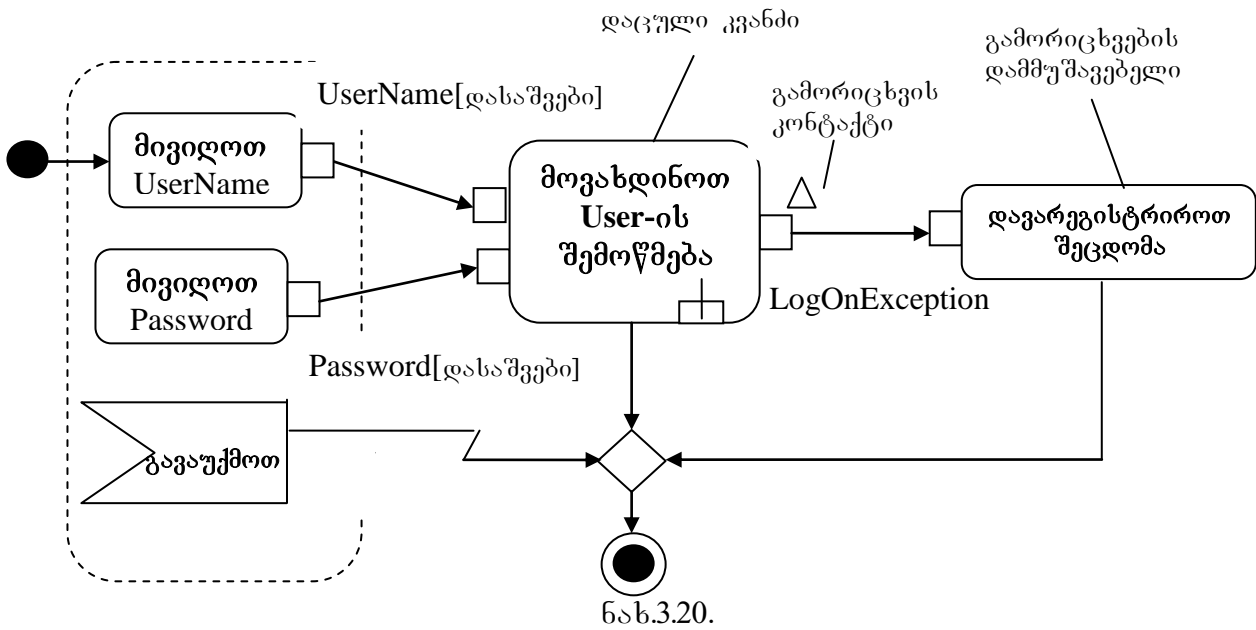 დაცული კვანძი
გამორიცხვების
დამმუშავებელი
UserName[დასაშვები]
გამორიცხვის
კონტაქტი
მივიღოთ
UserName
მოვახდინოთ
User-ის
შემოწმება
დავარეგისტრიროთ
შეცდომა
მივიღოთ
Password
LogOnException
Password[დასაშვები]
გავაუქმოთ
ნახ.3.20.